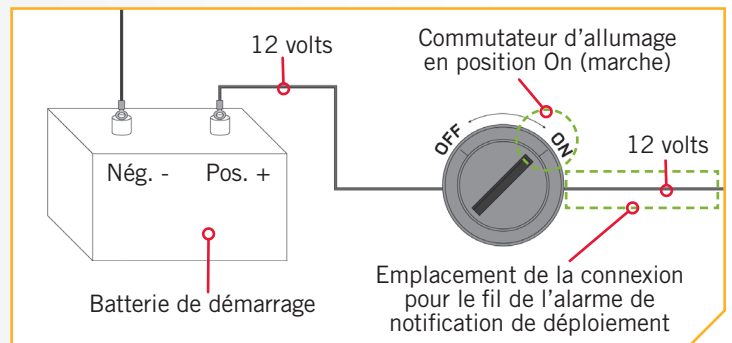 12 volts
Commutateur d'allumage
en position On (marche)
OFF
ON
12 volts
Nég. -
Pos. +
Batterie de démarrage
Emplacement de la connexion
pour le fil de l'alarme de
notification de déploiement